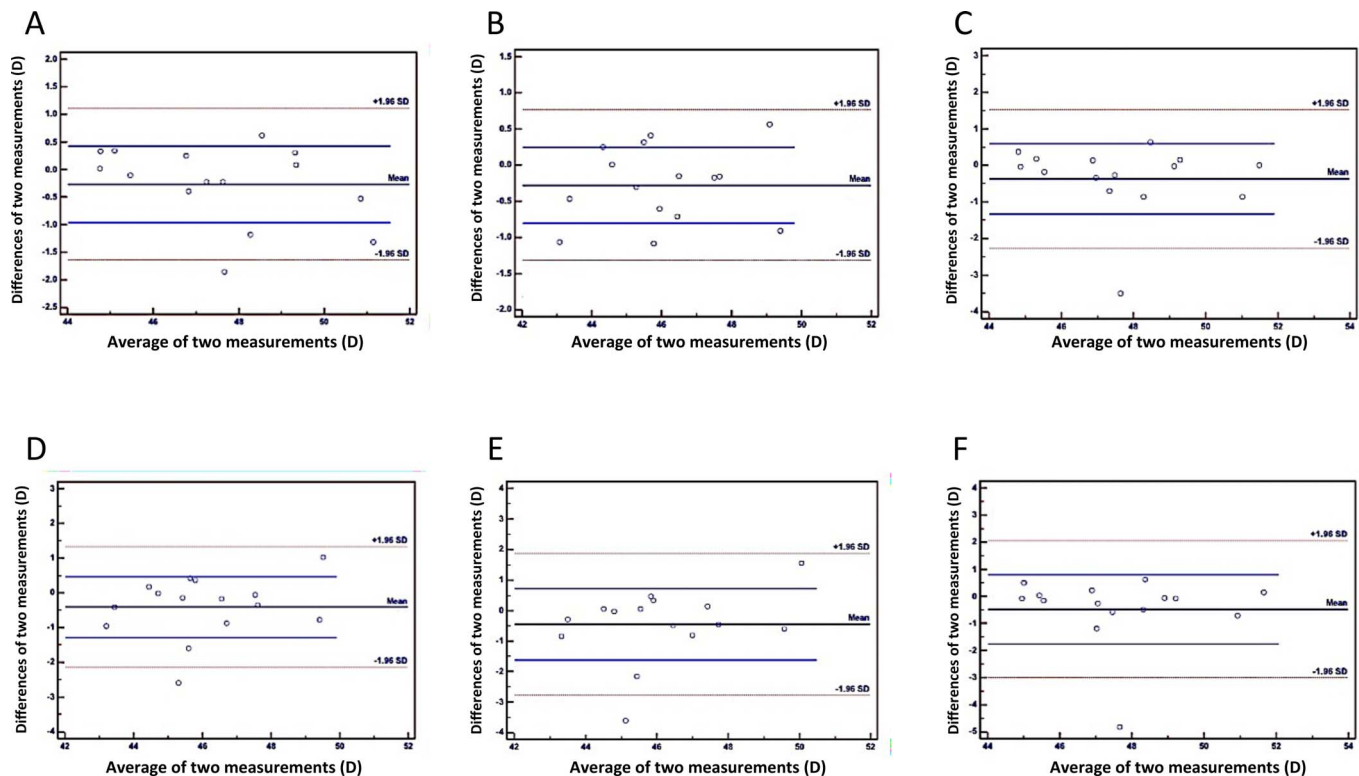 A
Differences of two measurements (D)
2.0
1.5
1.0
0.5
0.0
-0.5
-1.0
-1.5
-2.0
2.5
+1.96 SD
Mean
-1.96 SD
44 46 48 50 52
Average of two measurements (D)
B
Differences of two measurements (D)
1.5
1.0
0.5
0.0
-0.5
-1.0
-1.5
-2.0
+1.96 SD
Mean
-1.96 SD
42 44 46 48 50 52
Average of two measurements (D)
C
Differences of two measurements (D)
3
2
1
0
-1
-2
-3
-4
+1.96 SD
Mean
-1.96 SD
44 46 48 50 52 54
Average of two measurements (D)
D
Differences of two measurements (D)
3
2
1
0
-1
-2
-3
-4
+1.96 SD
Mean
-1.96 SD
42 44 46 48 50 52
Average of two measurements (D)
E
Differences of two measurements (D)
4
3
2
1
0
-1
-2
-3
-4
+1.96 SD
Mean
-1.96 SD
42 44 46 48 50 52
Average of two measurements (D)
F
Differences of two measurements (D)
4
3
2
1
0
-1
-2
-3
-4
-5
+1.96 SD
Mean
-1.96 SD
44 46 48 50 52 54
Average of two measurements (D)